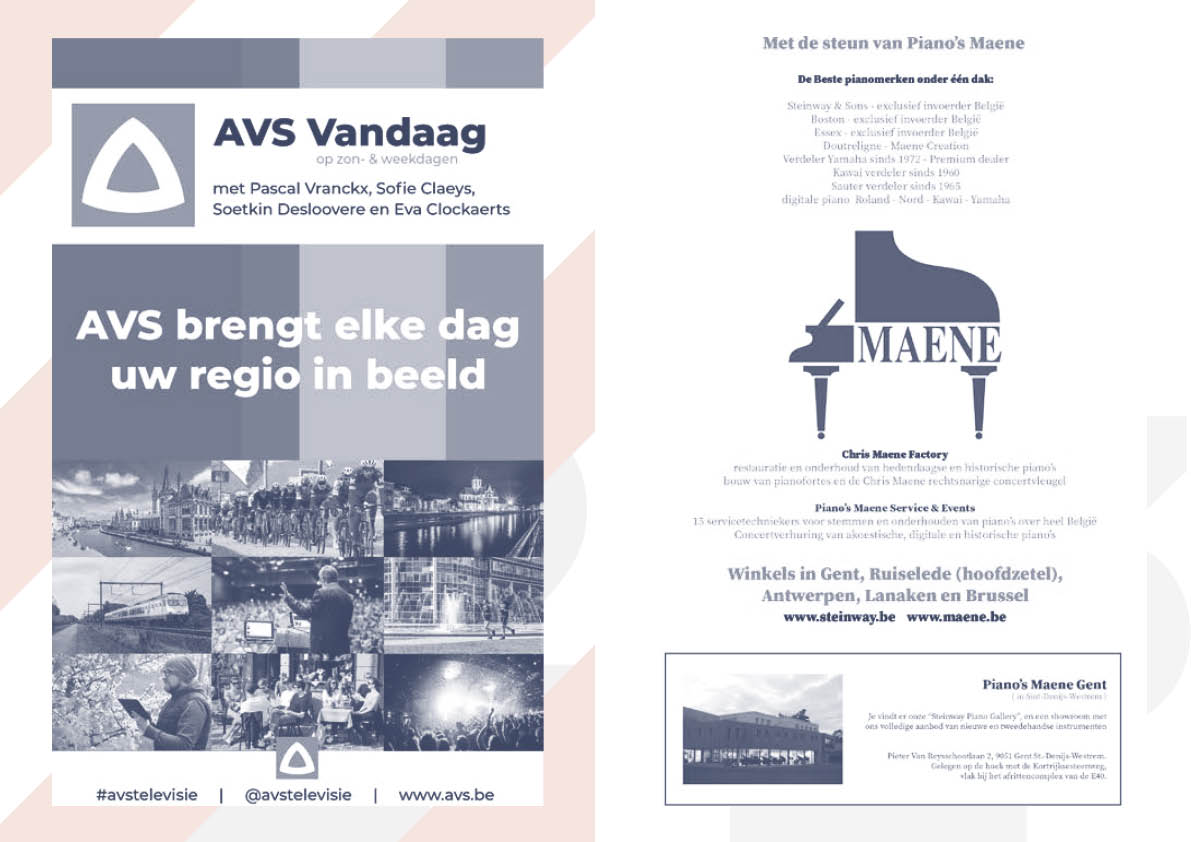 AVS Vandaag
op zon- & weekdagen
met Pascal Vranckx, Sofie Claeys,
Soetkin Desloovere en Eva Clockaerts
AVS brengt elke dag
uw regio in beeld
#avstelevisie | @avstelevisie | www.avs.be
Met de steun van Piano's Maene
De Beste pianomerken onder één dak:
Steinway & Sons - exclusief invoerder België
Boston - exclusief invoerder België
Essex - exclusief invoerder België
Doutreligne - Maene Creation
Verdeler Yamaha sinds 1972 - Premium dealer
Kawai verdeler sinds 1960
Sauter verdeler sinds 1965
digitale piano Roland - Nord - Kawai - Yamaha
MAENE
Chris Maene Factory
restauratie en onderhoud van hedendaagse en historische piano's
bouw van pianofortes en de Chris Maene rechtsnarige concertvleugel
Piano's Maene Service & Events
15 servicetechniekers voor stemmen en onderhouden van piano's over heel België
Concertverhuring van akoestische, digitale en historische piano's
Winkels in Gent, Ruiselede (hoofdzetel),
Antwerpen, Lanaken en Brussel
www.steinway.be www.maene.be
Piano's Maene Gent
( in Sint-Denijs-Westrem )
Je vindt er onze "Steinway Piano Gallery", en een showroom met
ons volledige aanbod van nieuwe en tweedehandse instrumenten
Pieter Van Reysschootlaan 2, 9051 Gent St.-Denijs-Westrem.
Gelegen op de hoek met de Kortrijksesteenweg,
vlak bij het afrittencomplex van de E40.